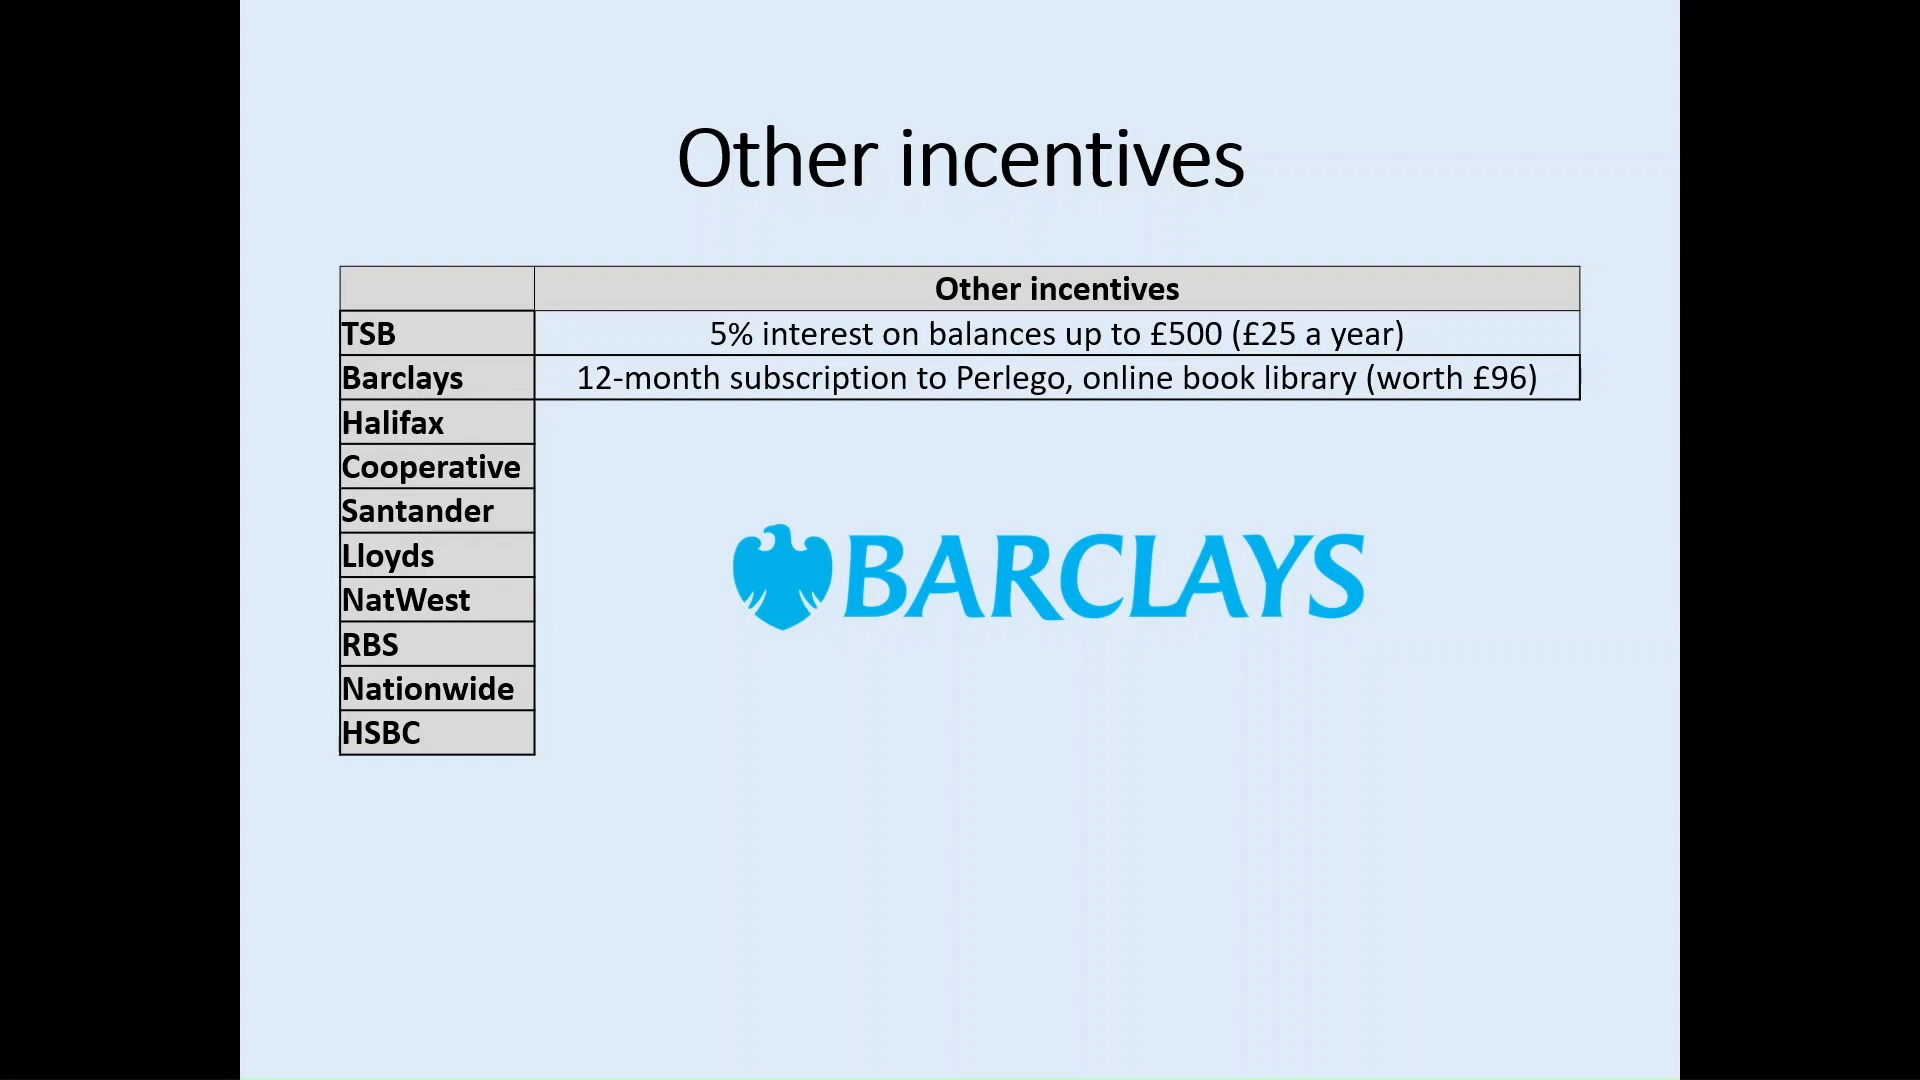 Other incentives
Other incentives
TSB 5% interest on balances up to £500 (£25 a year)
Barclays 12-month subscription to Perlego, online book library (worth £96)
Halifax
Cooperative
Santander
Lloyds
NatWest
RBS
Nationwide
HSBC
BARCLAYS